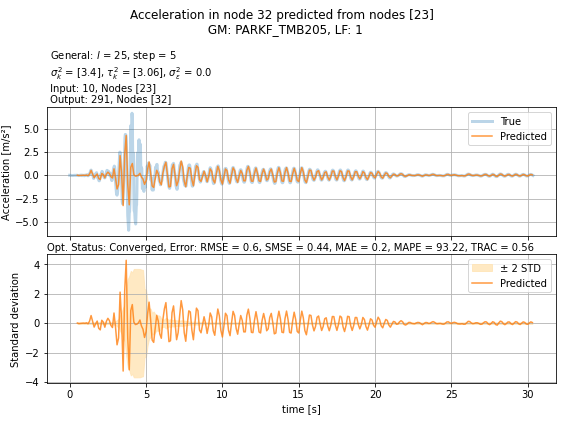 Acceleration in node 32 predicted from nodes [23]
GM: PARKF_TMB205, LF: 1
General: l = 25, step = 5
σ²ₖ = [3.4], τ²ₖ = [3.06], σ²ε = 0.0
Input: 10, Nodes [23]
Output: 291, Nodes [32]
Acceleration [m/s²]
5.0
2.5
0.0
−2.5
−5.0
True
Predicted
Opt. Status: Converged, Error: RMSE = 0.6, SMSE = 0.44, MAE = 0.2, MAPE = 93.22, TRAC = 0.56
Standard deviation
4
2
0
−2
−4
± 2 STD
Predicted
0 5 10 15 20 25 30
time [s]